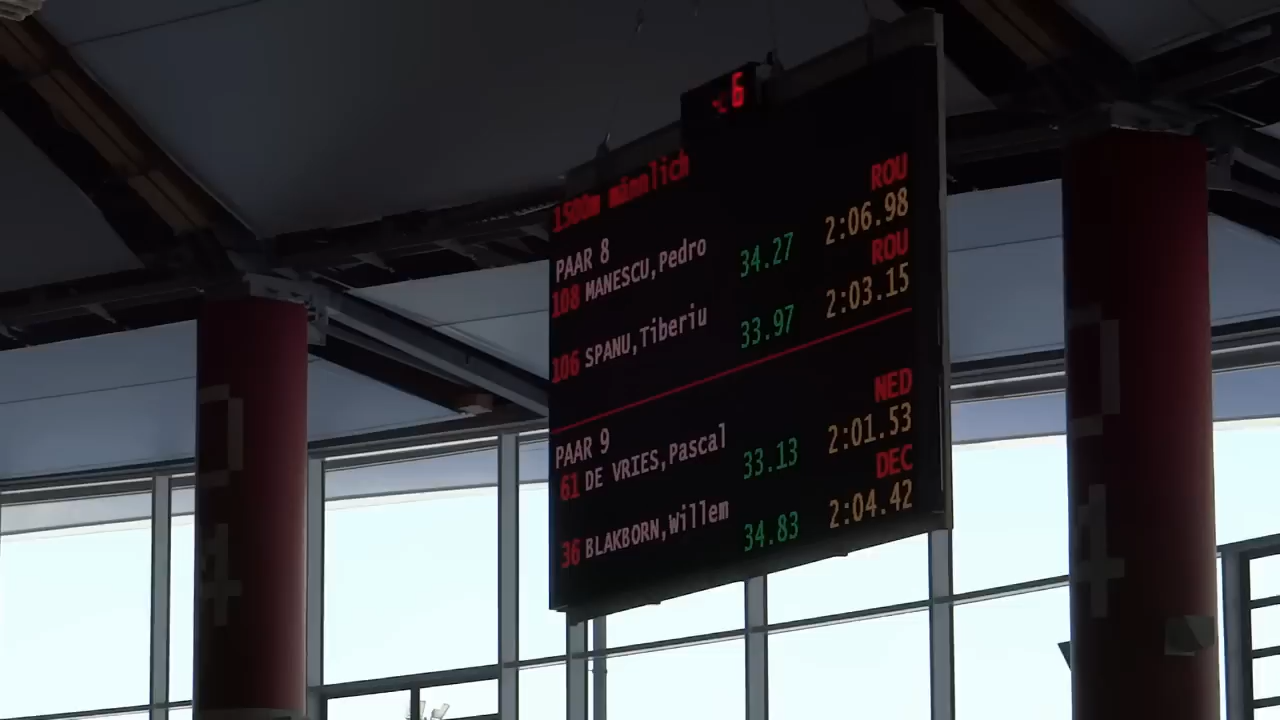 6
1500m männlich
PAAR 8 ROU
108 MANESCU,Pedro 34.27 2:06.98
ROU
106 SPANU,Tiberiu 33.97 2:03.15
PAAR 9 NED
61 DE VRIES,Pascal 33.13 2:01.53
DEC
36 BLAKBORN,Willem 34.83 2:04.42